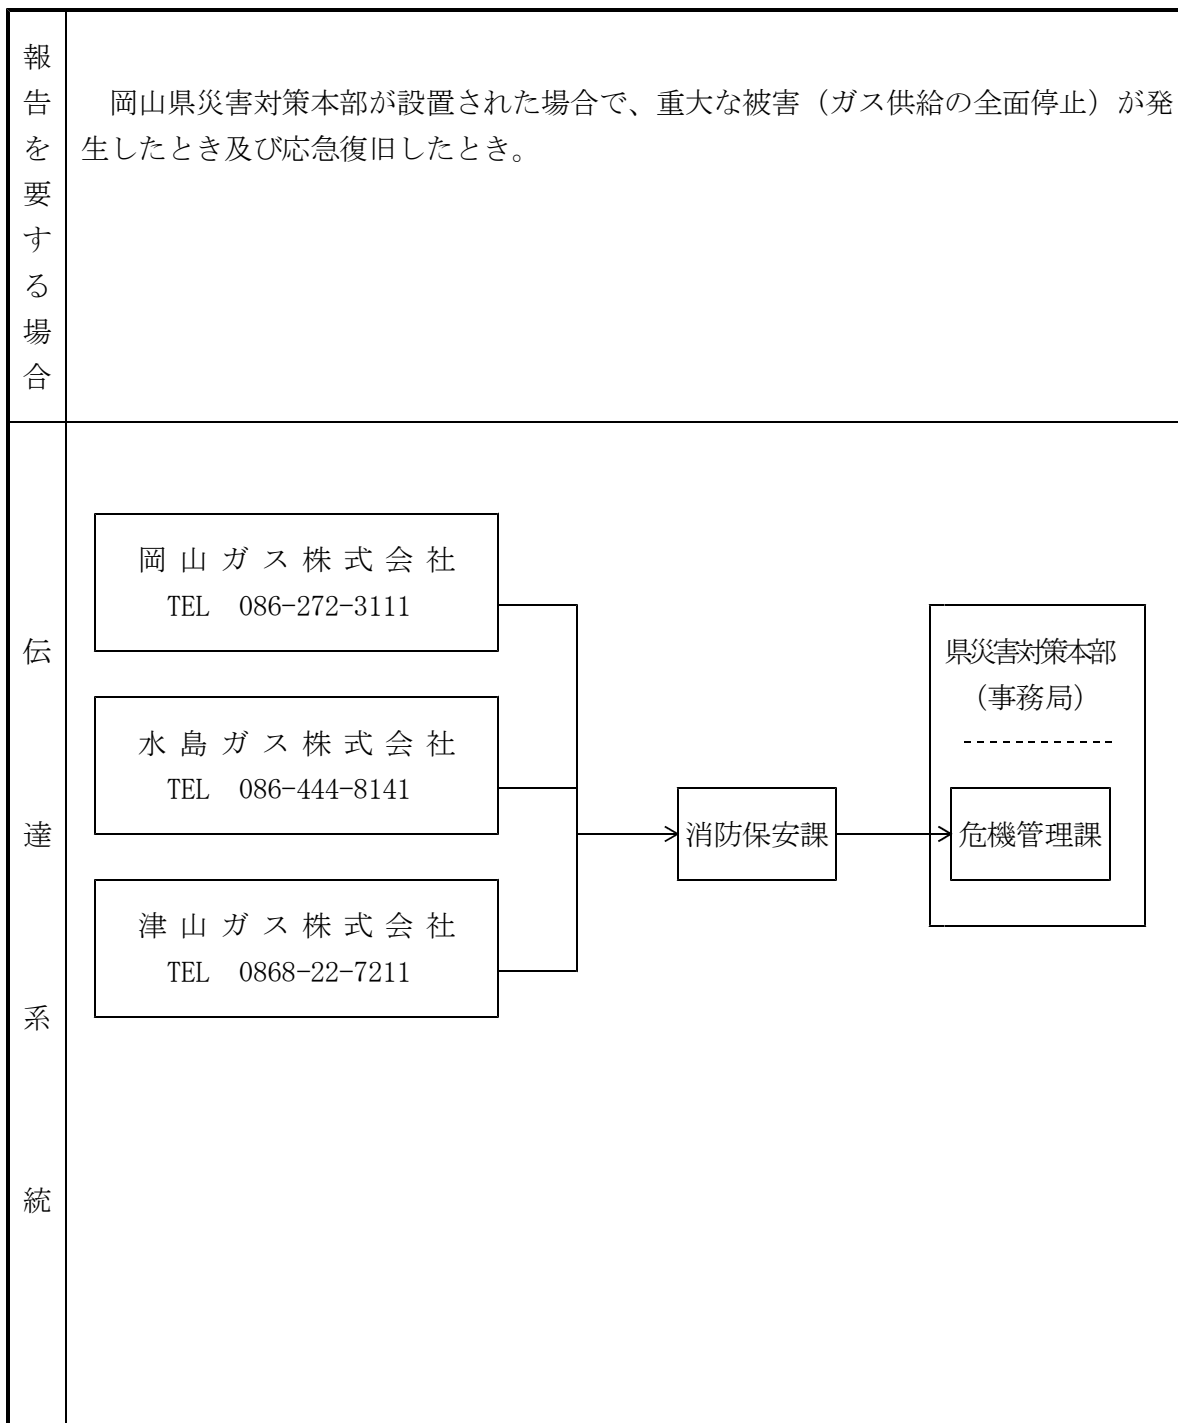 報告を要する場合
岡山県災害対策本部が設置された場合で、重大な被害（ガス供給の全面停止）が発
生したとき及び応急復旧したとき。
伝達系統
岡山ガス株式会社
TEL　086-272-3111
水島ガス株式会社
TEL　086-444-8141
津山ガス株式会社
TEL　0868-22-7211
消防保安課
県災害対策本部
（事務局）
危機管理課